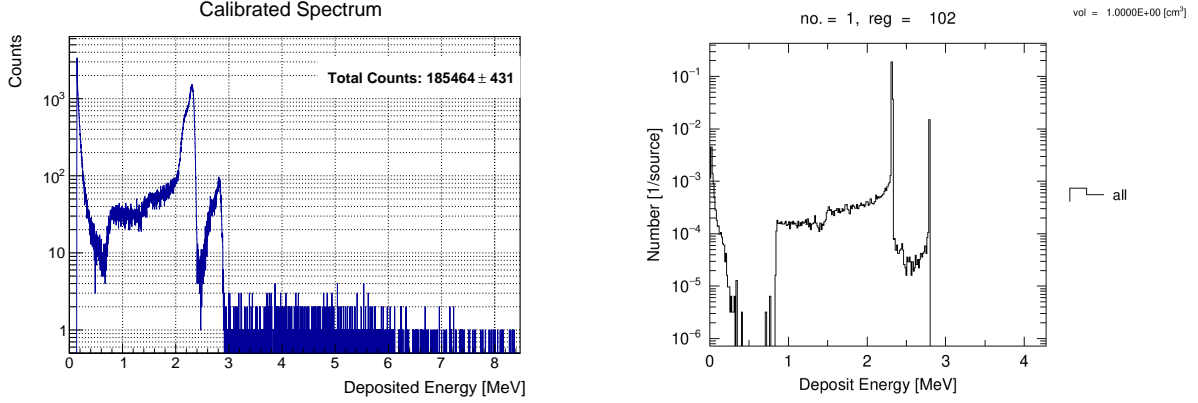 Calibrated Spectrum
Counts
Total Counts: 185464 ± 431
10³
10²
10
1
0 1 2 3 4 5 6 7 8
Deposited Energy [MeV]
no. = 1, reg = 102
vol = 1.0000E+00 [cm³]
Number [1/source]
10⁻¹
10⁻²
10⁻³
10⁻⁴
10⁻⁵
10⁻⁶
0 1 2 3 4
Deposit Energy [MeV]
all